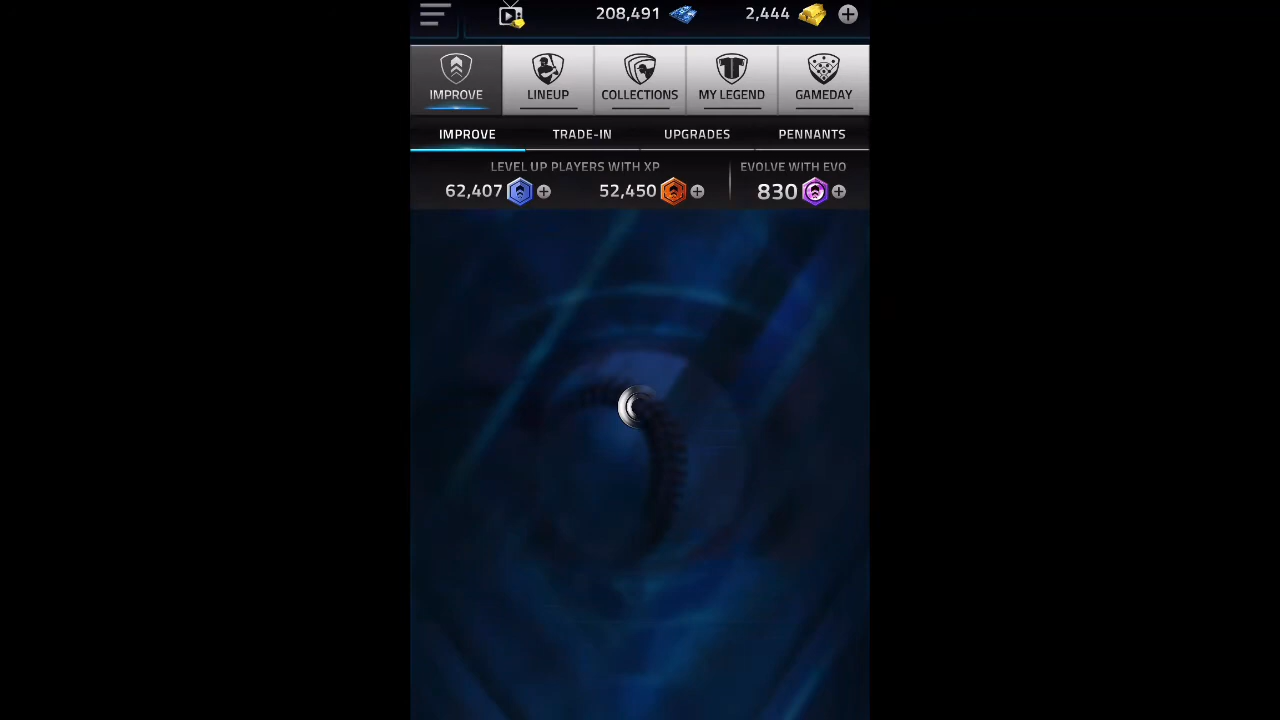 208,491 2,444
IMPROVE LINEUP COLLECTIONS MY LEGEND GAMEDAY
IMPROVE TRADE-IN UPGRADES PENNANTS
LEVEL UP PLAYERS WITH XP EVOLVE WITH EVO
62,407 52,450 830